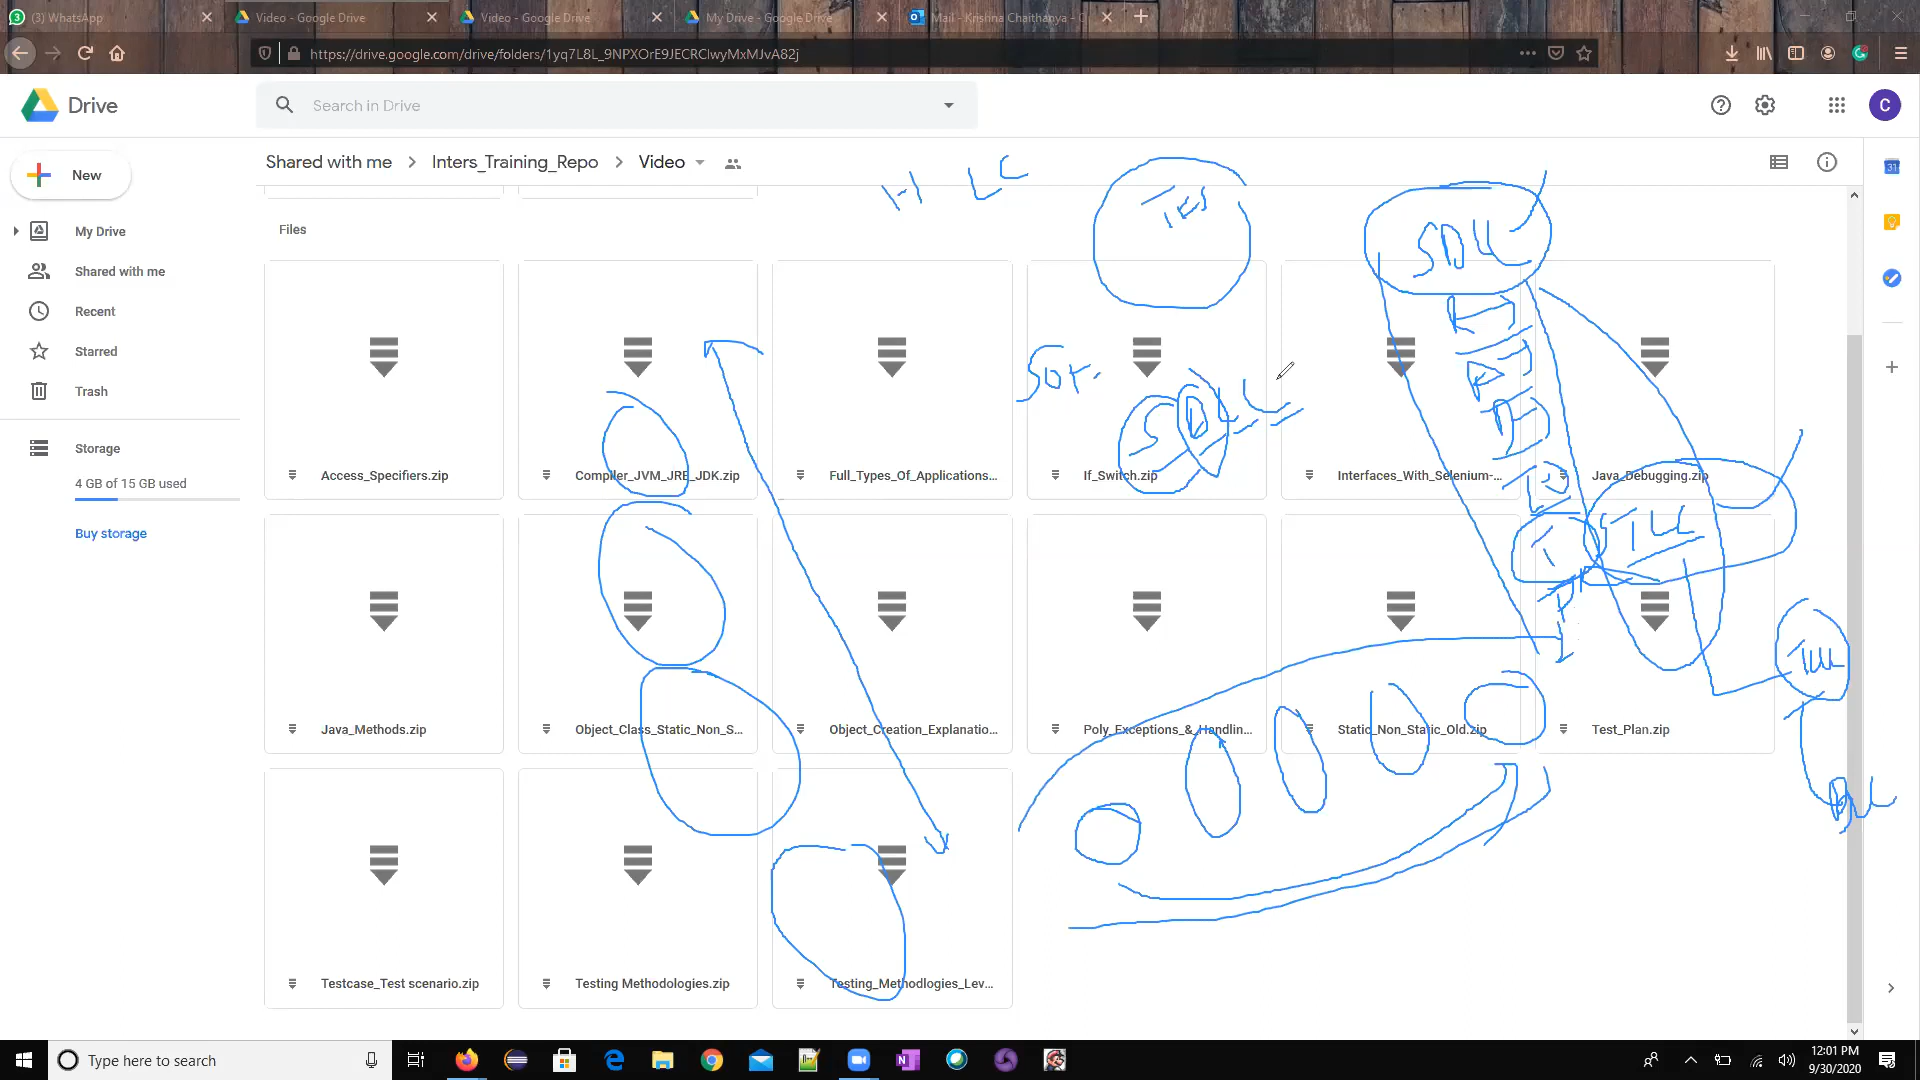 (3) WhatsApp
Video - Google Drive
Video - Google Drive
My Drive - Google Drive
Mail - Krishna Chaithanya - O
https://drive.google.com/drive/folders/1yq7L8L_9NPXOrE9JECRClwyMxMJvA82j
Drive
Search in Drive
C
New
Shared with me > Inters_Training_Repo > Video
31
My Drive
Shared with me
Recent
Starred
Trash
Storage
4 GB of 15 GB used
Buy storage
Files
Access_Specifiers.zip
Compiler_JVM_JRE_JDK.zip
Full_Types_Of_Applications...
If_Switch.zip
Interfaces_With_Selenium-...
Java_Debugging.zip
Java_Methods.zip
Object_Class_Static_Non_S...
Object_Creation_Explanatio...
Poly_Exceptions_&_Handlin...
Static_Non_Static_Old.zip
Test_Plan.zip
Testcase_Test scenario.zip
Testing Methodologies.zip
Testing_Methodlogies_Lev...
Type here to search
12:01 PM
9/30/2020